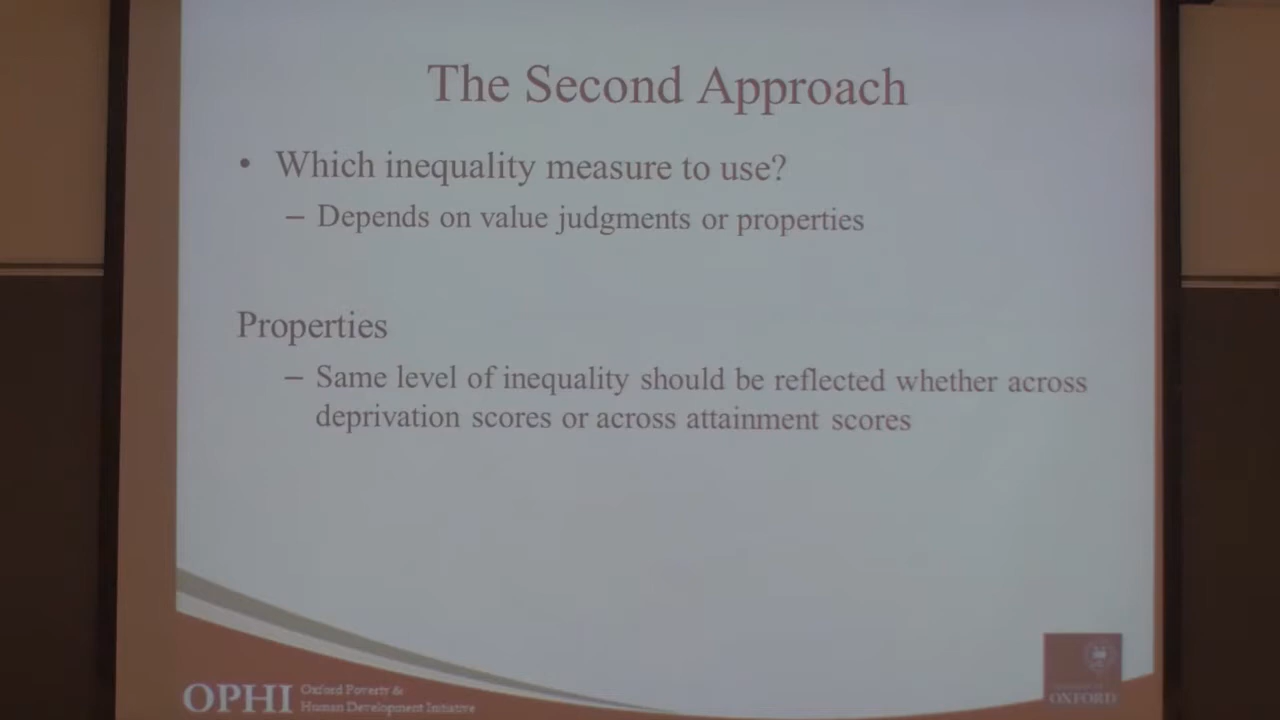 The Second Approach
• Which inequality measure to use?
– Depends on value judgments or properties
Properties
– Same level of inequality should be reflected whether across
deprivation scores or across attainment scores
OPHI
Oxford Poverty &
Human Development Initiative
OXFORD